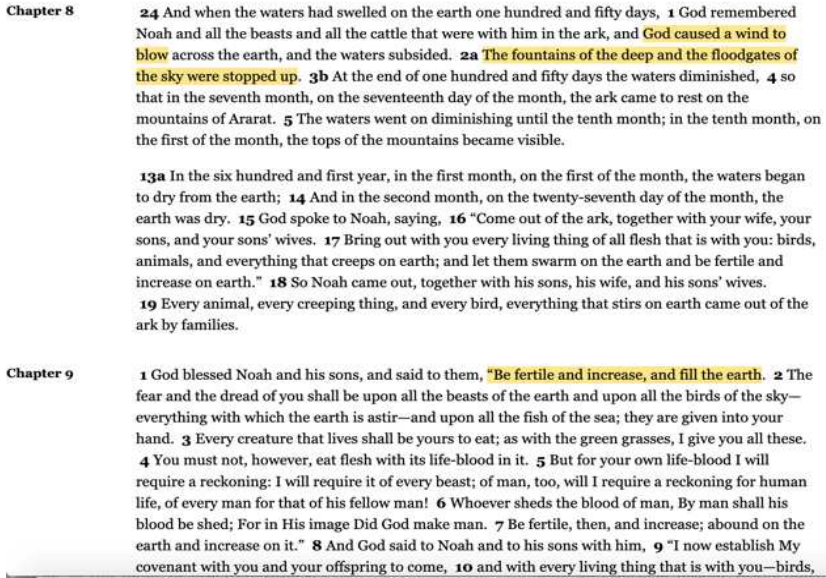 Chapter 8
24 And when the waters had swelled on the earth one hundred and fifty days, 1 God remembered
Noah and all the beasts and all the cattle that were with him in the ark, and God caused a wind to
blow across the earth, and the waters subsided. 2a The fountains of the deep and the floodgates of
the sky were stopped up. 3b At the end of one hundred and fifty days the waters diminished, 4 so
that in the seventh month, on the seventeenth day of the month, the ark came to rest on the
mountains of Ararat. 5 The waters went on diminishing until the tenth month; in the tenth month, on
the first of the month, the tops of the mountains became visible.
13a In the six hundred and first year, in the first month, on the first of the month, the waters began
to dry from the earth; 14 And in the second month, on the twenty-seventh day of the month, the
earth was dry. 15 God spoke to Noah, saying, 16 “Come out of the ark, together with your wife, your
sons, and your sons’ wives. 17 Bring out with you every living thing of all flesh that is with you: birds,
animals, and everything that creeps on earth; and let them swarm on the earth and be fertile and
increase on earth.” 18 So Noah came out, together with his sons, his wife, and his sons’ wives.
19 Every animal, every creeping thing, and every bird, everything that stirs on earth came out of the
ark by families.
Chapter 9
1 God blessed Noah and his sons, and said to them, “Be fertile and increase, and fill the earth. 2 The
fear and the dread of you shall be upon all the beasts of the earth and upon all the birds of the sky—
everything with which the earth is astir—and upon all the fish of the sea; they are given into your
hand. 3 Every creature that lives shall be yours to eat; as with the green grasses, I give you all these.
4 You must not, however, eat flesh with its life-blood in it. 5 But for your own life-blood I will
require a reckoning: I will require it of every beast; of man, too, will I require a reckoning for human
life, of every man for that of his fellow man! 6 Whoever sheds the blood of man, By man shall his
blood be shed; For in His image Did God make man. 7 Be fertile, then, and increase; abound on the
earth and increase on it.” 8 And God said to Noah and to his sons with him, 9 “I now establish My
covenant with you and your offspring to come, 10 and with every living thing that is with you—birds,